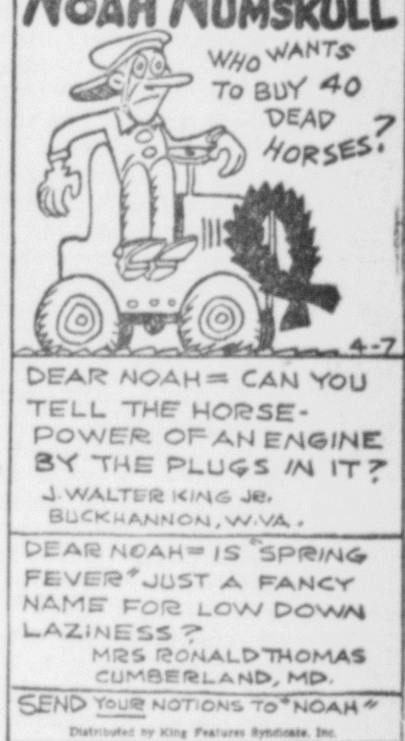 NOAH NUMSKULL
WHO WANTS
TO BUY 40
DEAD
HORSES?
4-7
DEAR NOAH= CAN YOU
TELL THE HORSE-
POWER OF AN ENGINE
BY THE PLUGS IN IT?
J. WALTER KING JR.
BUCKHANNON, W. VA.
DEAR NOAH= IS "SPRING
FEVER" JUST A FANCY
NAME FOR LOW DOWN
LAZINESS?
MRS RONALD THOMAS
CUMBERLAND, MD.
SEND YOUR NOTIONS TO "NOAH"
Distributed by King Features Syndicate, Inc.